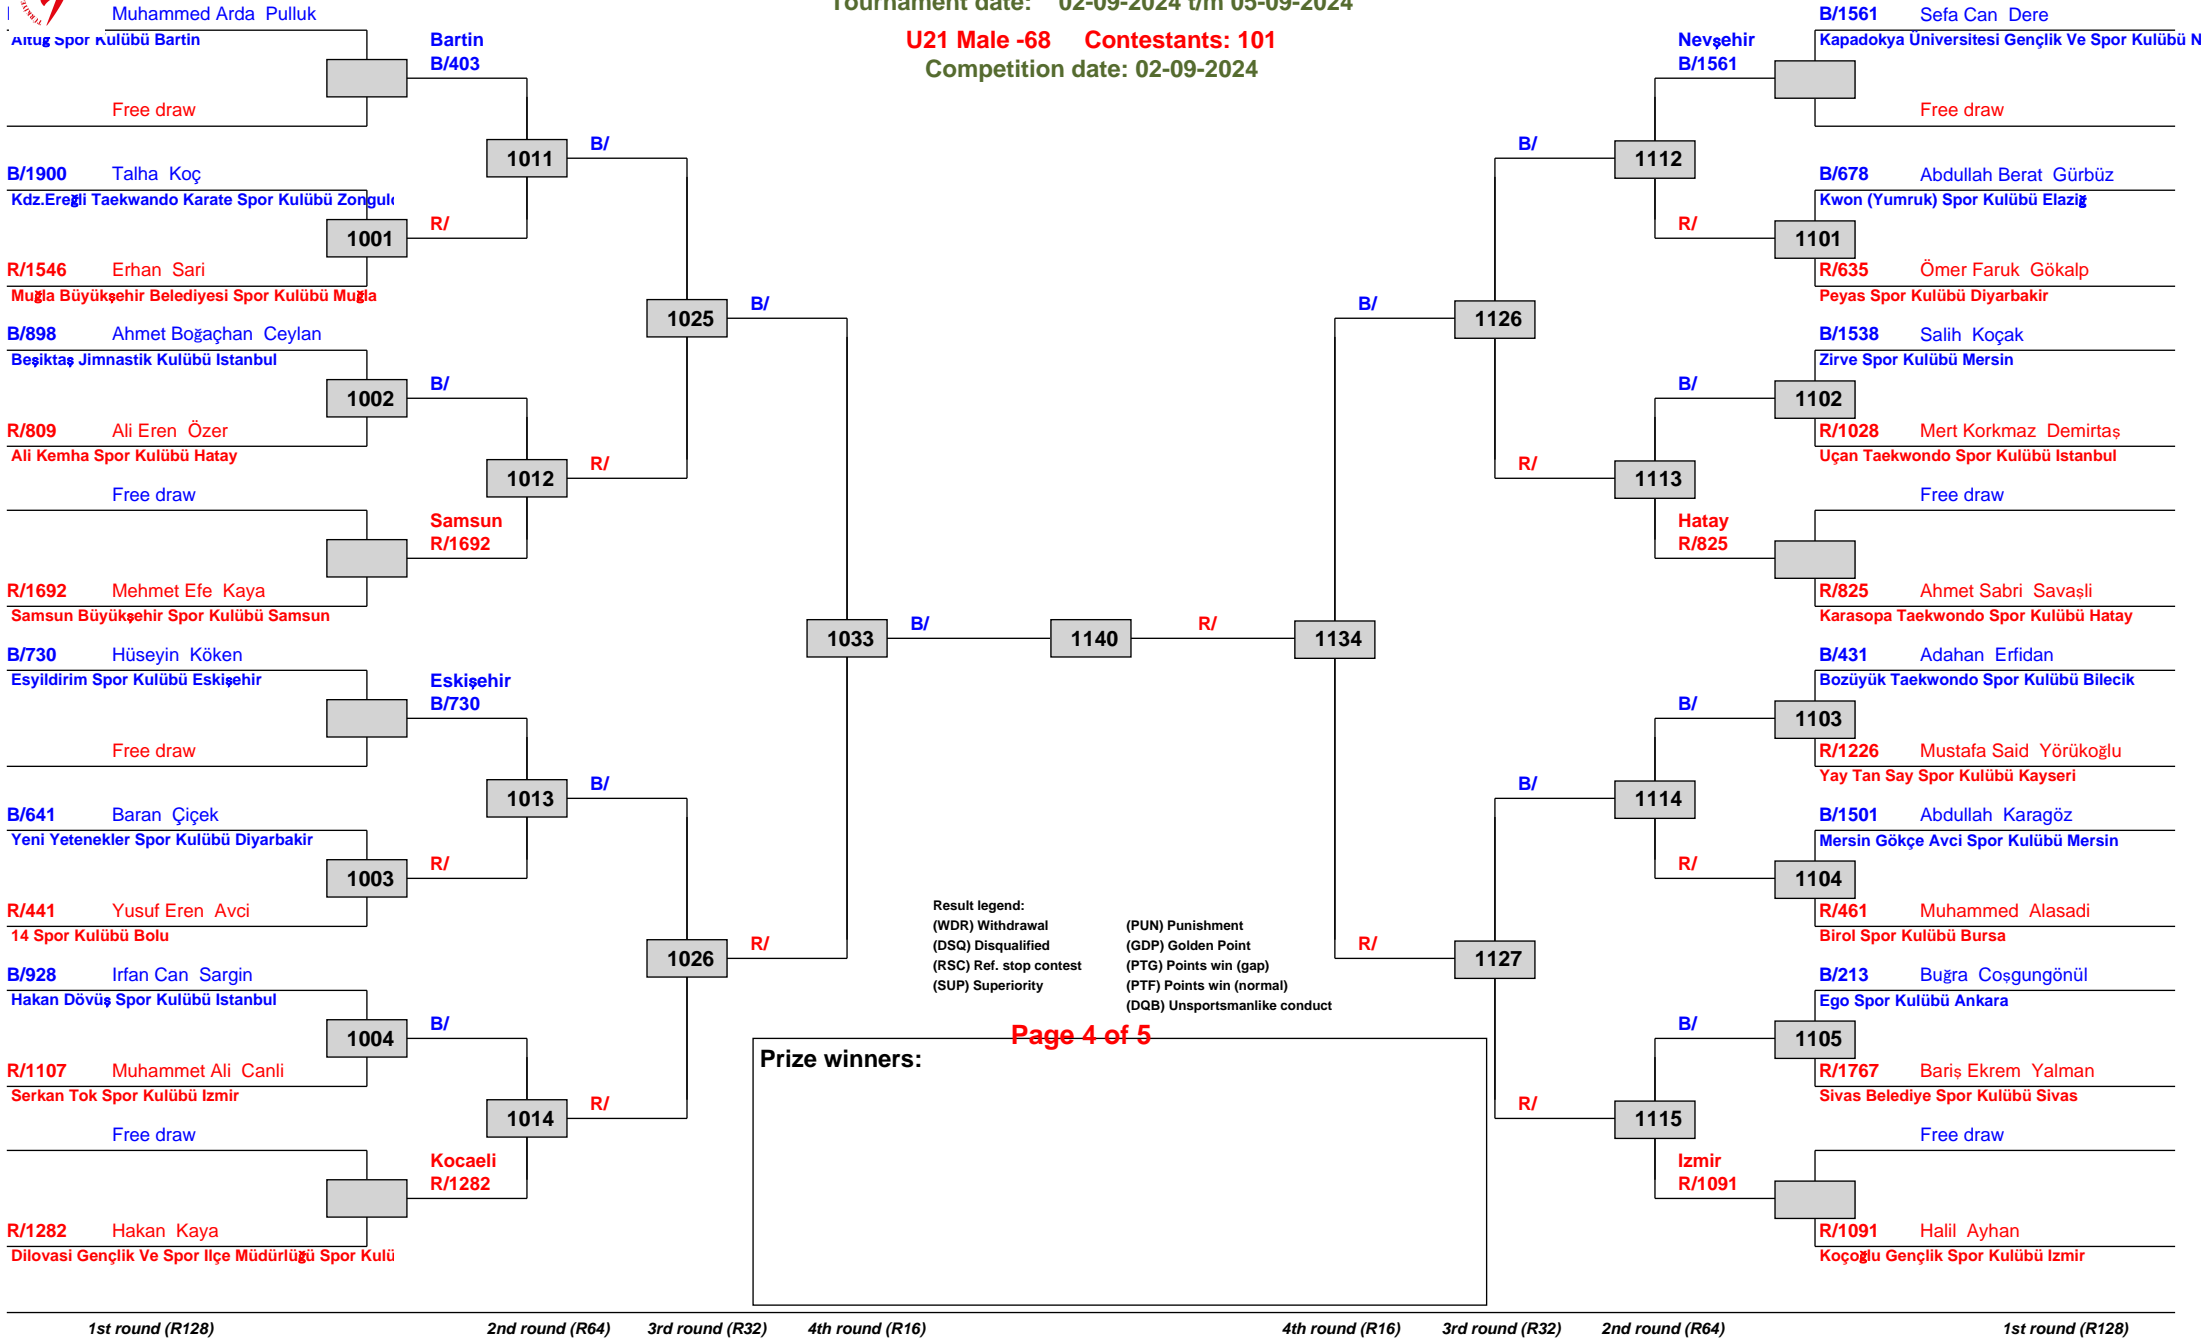 Tournament date: 02-09-2024 t/m 05-09-2024
U21 Male -68 Contestants: 101
Competition date: 02-09-2024
Muhammed Arda Pulluk
Altuğ Spor Kulübü Bartin
Bartin
B/403
Free draw
1011
B/
B/1900 Talha Koç
Kdz.Ereğli Taekwando Karate Spor Kulübü
1001
R/
R/1546 Erhan Sari
Muğla Büyükşehir Belediyesi Spor Kulübü Muğla
1025
B/
B/898 Ahmet Boğaçhan Ceylan
Beşiktaş Jimnastik Kulübü Istanbul
1002
B/
R/809 Ali Eren Özer
Ali Kemha Spor Kulübü Hatay
1012
R/
Free draw
Samsun
R/1692
R/1692 Mehmet Efe Kaya
Samsun Büyükşehir Spor Kulübü Samsun
1033
B/
1140
R/
1134
B/730 Hüseyin Köken
Esyildirim Spor Kulübü Eskişehir
Eskişehir
B/730
Free draw
1013
B/
B/641 Baran Çiçek
Yeni Yetenekler Spor Kulübü Diyarbakir
1003
R/
R/441 Yusuf Eren Avci
14 Spor Kulübü Bolu
1026
R/
B/928 Irfan Can Sargin
Hakan Dövüş Spor Kulübü Istanbul
1004
B/
R/1107 Muhammet Ali Canli
Serkan Tok Spor Kulübü Izmir
1014
R/
Free draw
Kocaeli
R/1282
R/1282 Hakan Kaya
Dilovasi Gençlik Ve Spor Ilçe Müdürlüğü Spor
B/1561 Sefa Can Dere
Kapadokya Üniversitesi Gençlik Ve Spor Kulübü N
Nevşehir
B/1561
Free draw
B/
1112
B/678 Abdullah Berat Gürbüz
Kwon (Yumruk) Spor Kulübü Elaziğ
R/
1101
R/635 Ömer Faruk Gökalp
Peyas Spor Kulübü Diyarbakir
B/
1126
B/1538 Salih Koçak
Zirve Spor Kulübü Mersin
B/
1102
R/1028 Mert Korkmaz Demirtaş
Uçan Taekwondo Spor Kulübü Istanbul
R/
1113
Free draw
Hatay
R/825
R/825 Ahmet Sabri Savaşli
Karasopa Taekwondo Spor Kulübü Hatay
B/431 Adahan Erfidan
Bozüyük Taekwondo Spor Kulübü Bilecik
B/
1103
R/1226 Mustafa Said Yörükoğlu
Yay Tan Say Spor Kulübü Kayseri
B/
1114
B/1501 Abdullah Karagöz
Mersin Gökçe Avci Spor Kulübü Mersin
R/
1104
R/461 Muhammed Alasadi
Birol Spor Kulübü Bursa
R/
1127
B/213 Buğra Coşgungönül
Ego Spor Kulübü Ankara
B/
1105
R/1767 Bariş Ekrem Yalman
Sivas Belediye Spor Kulübü Sivas
R/
1115
Free draw
Izmir
R/1091
R/1091 Halil Ayhan
Koçoğlu Gençlik Spor Kulübü Izmir
Result legend:
(WDR) Withdrawal (PUN) Punishment
(DSQ) Disqualified (GDP) Golden Point
(RSC) Ref. stop contest (PTG) Points win (gap)
(SUP) Superiority (PTF) Points win (normal)
(DQB) Unsportsmanlike conduct
Page 4 of 5
Prize winners:
1st round (R128) 2nd round (R64) 3rd round (R32) 4th round (R16) 4th round (R16) 3rd round (R32) 2nd round (R64) 1st round (R128)